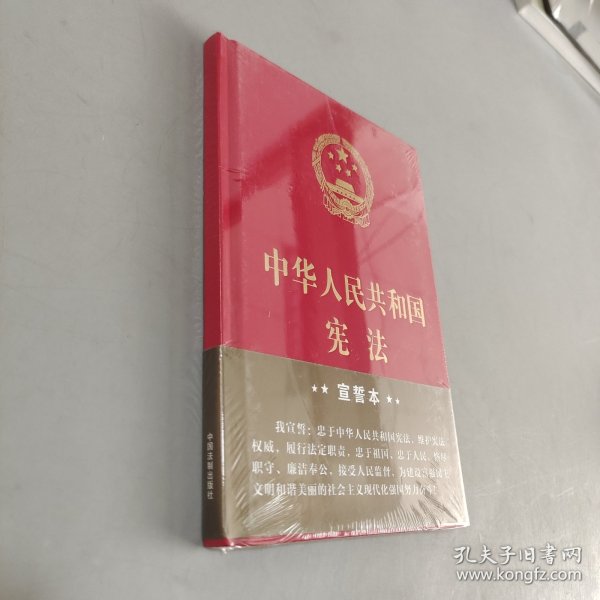 中华人民共和国
宪法
★★ 宣誓本 ★★
我宣誓：忠于中华人民共和国宪法，维护宪法
权威，履行法定职责，忠于祖国、忠于人民，恪尽
职守、廉洁奉公，接受人民监督，为建设富强民主
文明和谐美丽的社会主义现代化强国努力奋斗！
中国法制出版社
孔夫子旧书网
www.kongfz.com